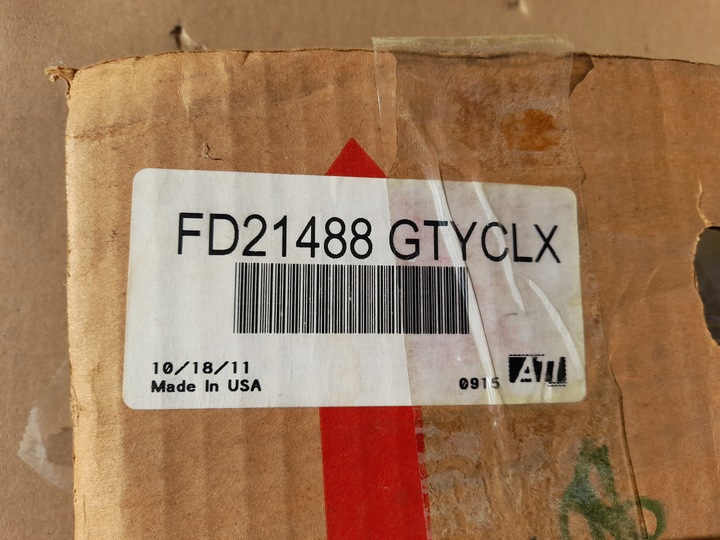 FD21488 GTYCLX
10/18/11
Made In USA
0915 ATI